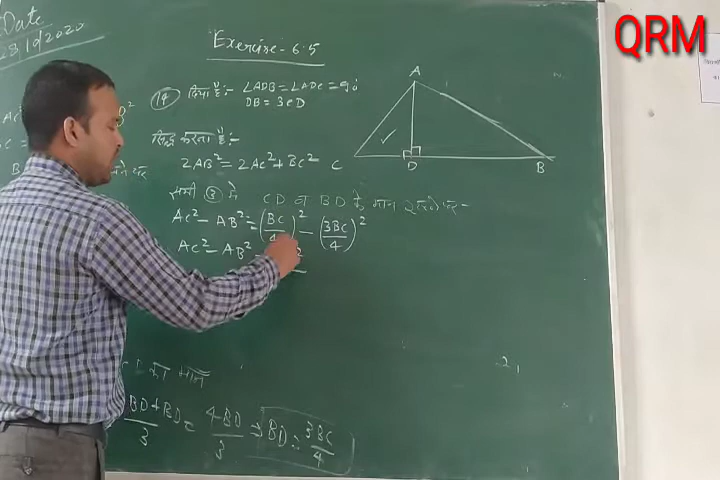 Date
Exercise - 6.5
QRM
(14) दिया है:- ∠ADB = ∠ADC = 90
DB = 3CD
सिद्ध करना है:-
2AB² = 2AC² + BC²
A
C D B
समी ③ में CD व BD के मान रखने पर -
AC² - AB² = (BC/4)² - (3BC/4)²
AC² - AB²
का मान
BD + BD/3 = 4BD/3 ⇒ BD = 3BC/4